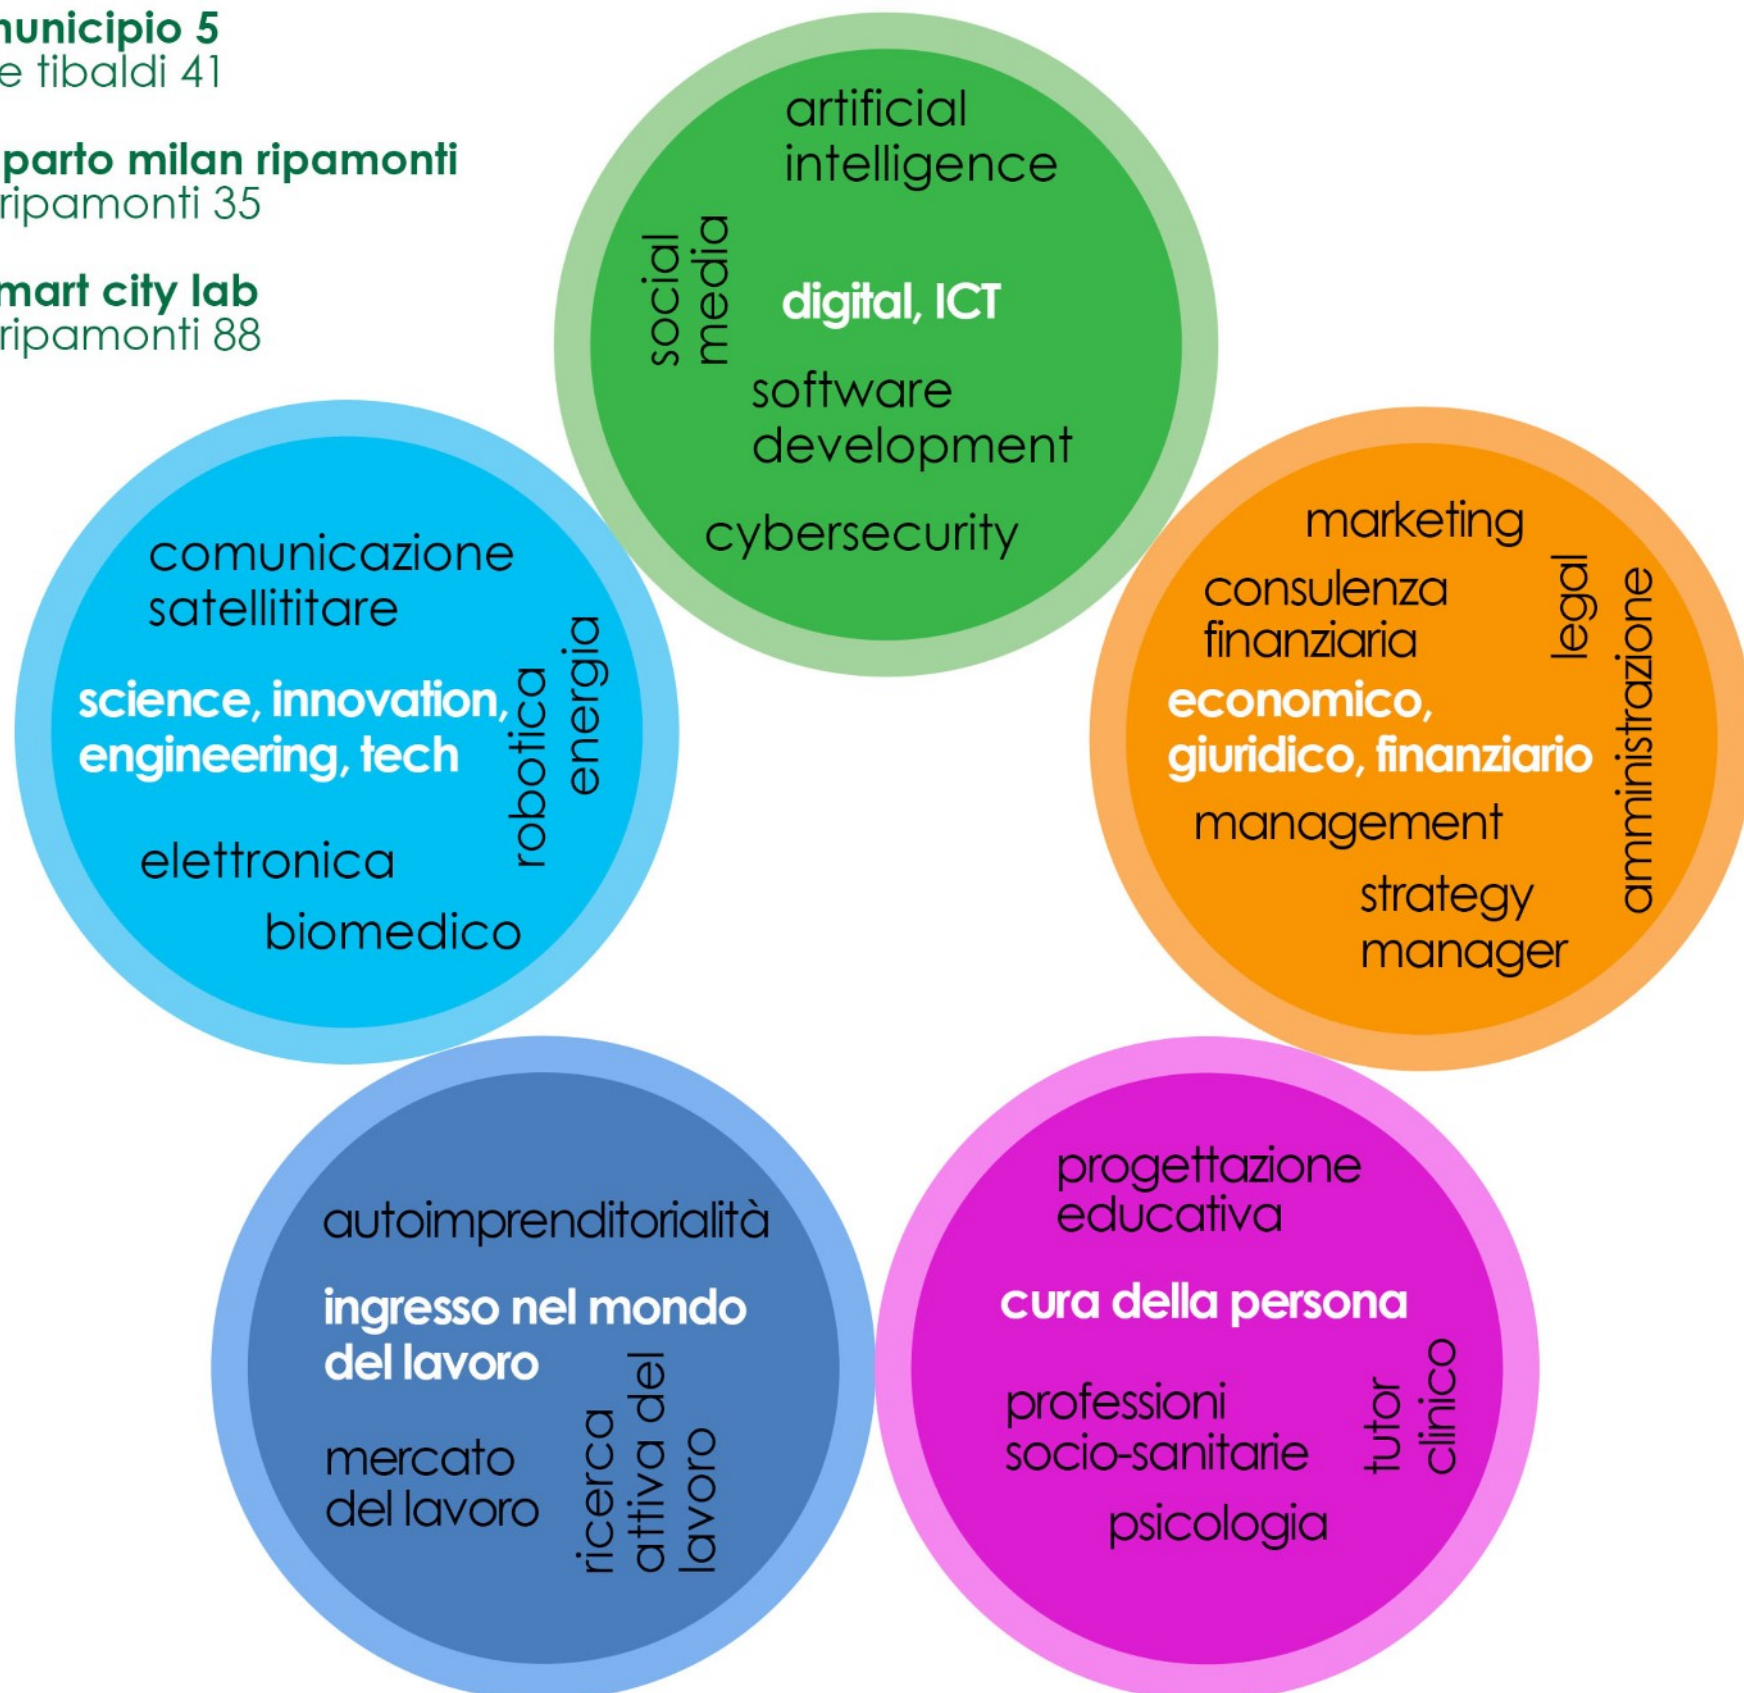 municipio 5
e tibaldi 41
parto milan ripamonti
ripamonti 35
mart city lab
ripamonti 88
artificial
intelligence
social
media
digital, ICT
software
development
cybersecurity
comunicazione
satellititare
science, innovation,
engineering, tech
robotica
energia
elettronica
biomedico
marketing
consulenza
finanziaria
legal
amministrazione
economico,
giuridico, finanziario
management
strategy
manager
autoimprenditorialità
ingresso nel mondo
del lavoro
mercato
del lavoro
ricerca
attiva del
lavoro
progettazione
educativa
cura della persona
professioni
socio-sanitarie
tutor
clinico
psicologia